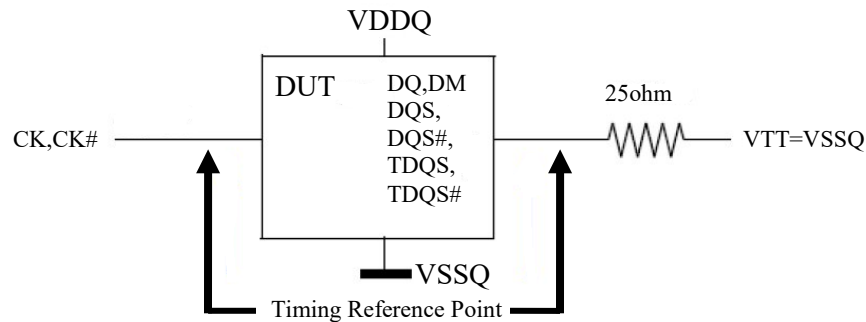 VDDQ
DUT
DQ,DM
DQS,
DQS#,
TDQS,
TDQS#
25ohm
CK,CK#
VTT=VSSQ
VSSQ
Timing Reference Point